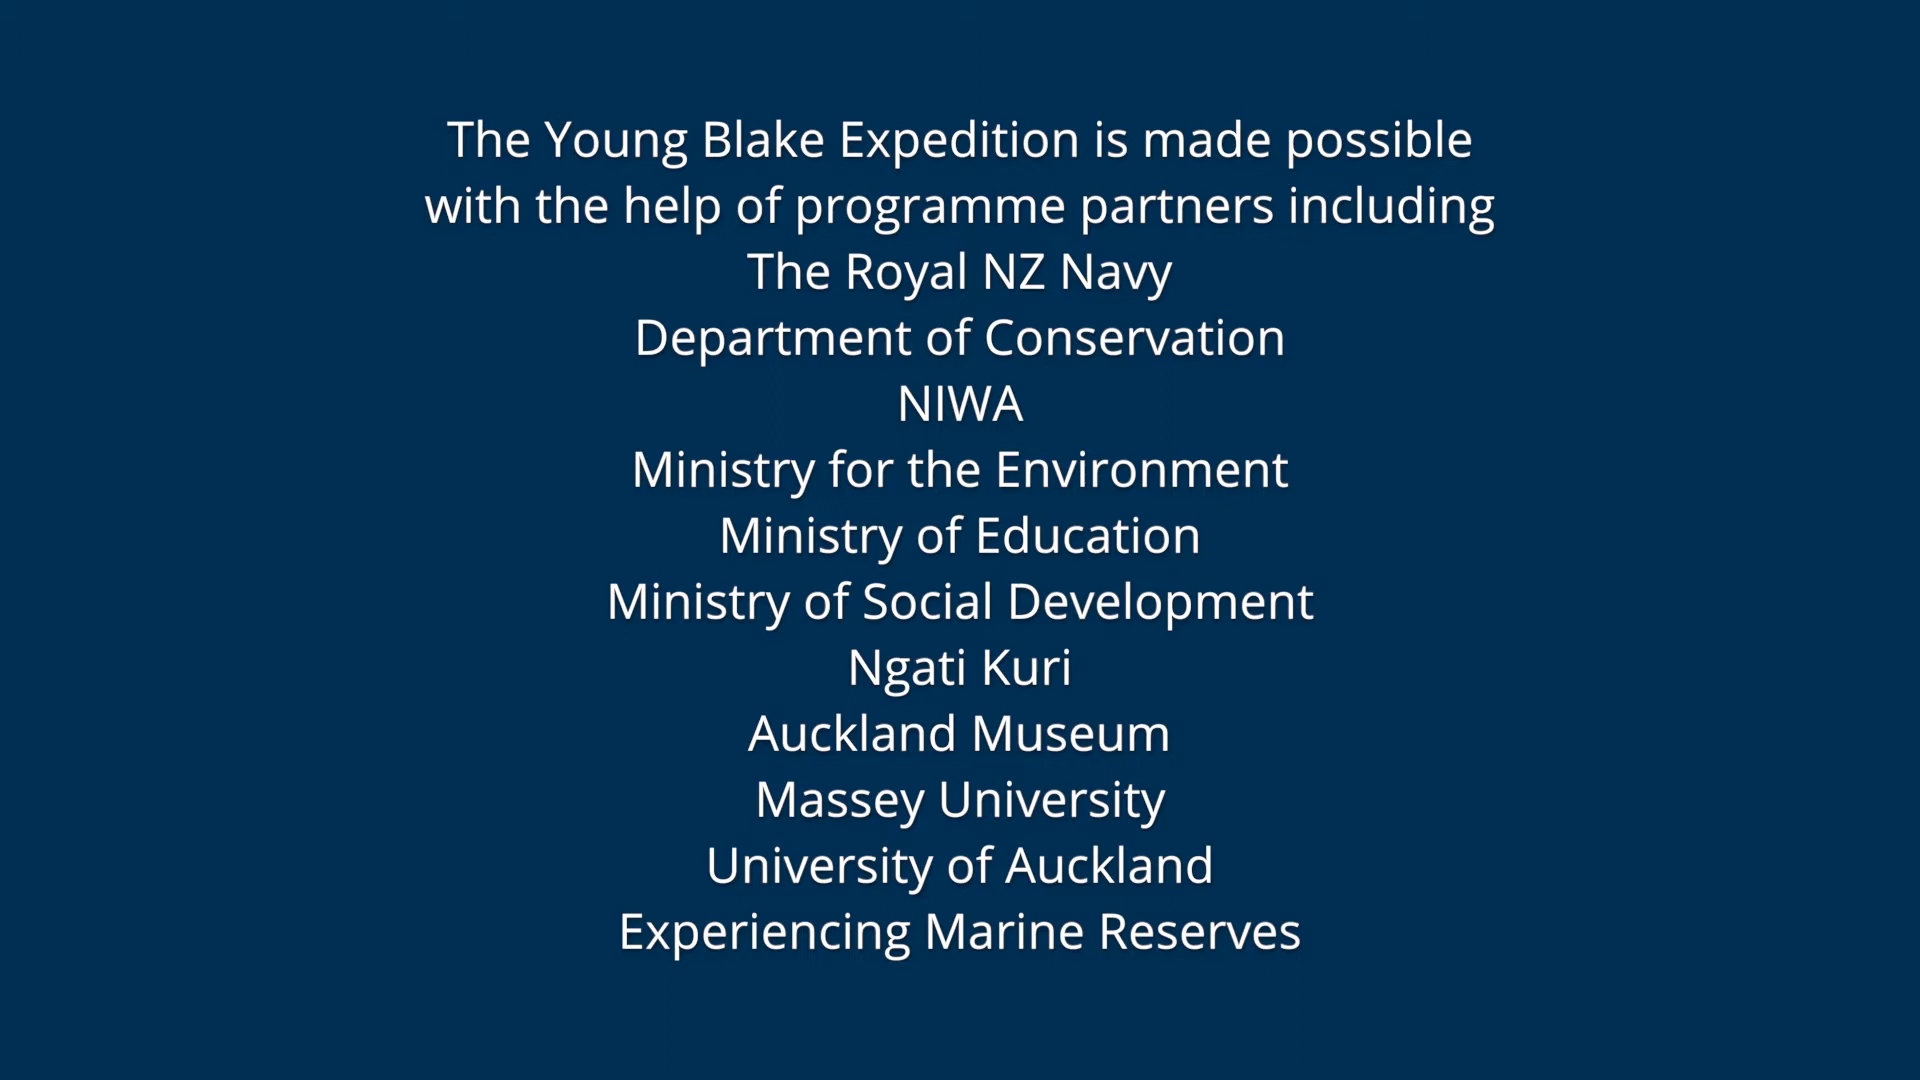 The Young Blake Expedition is made possible
with the help of programme partners including
The Royal NZ Navy
Department of Conservation
NIWA
Ministry for the Environment
Ministry of Education
Ministry of Social Development
Ngati Kuri
Auckland Museum
Massey University
University of Auckland
Experiencing Marine Reserves